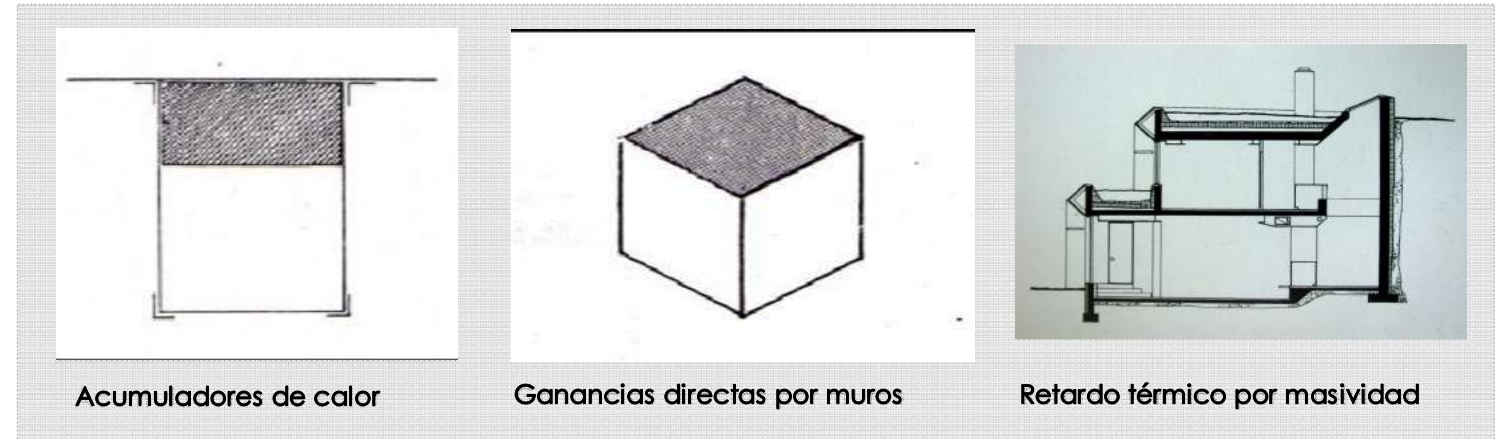 Acumuladores de calor
Ganancias directas por muros
Retardo térmico por masividad